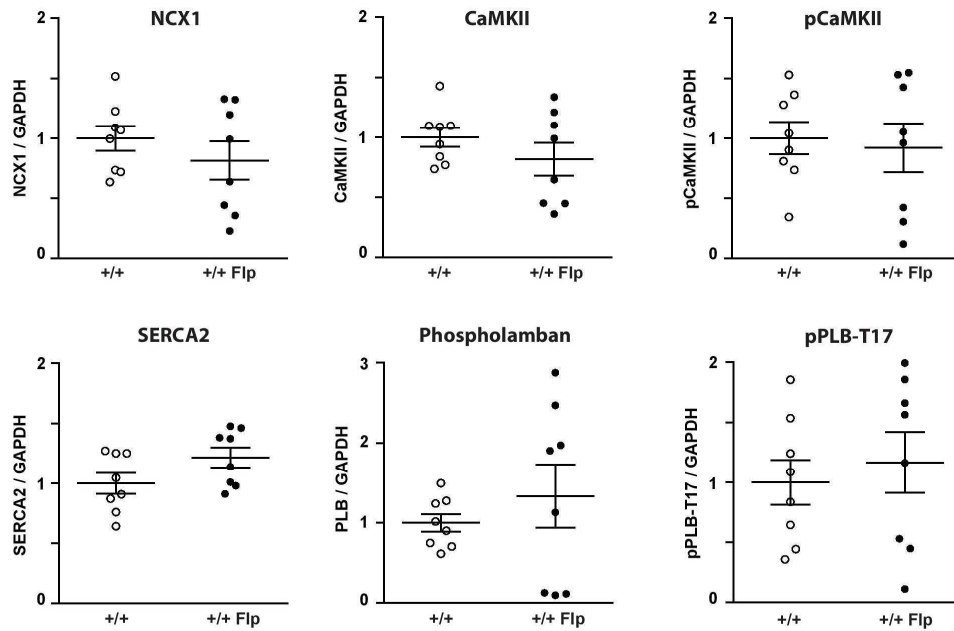 NCX1
2
1
0
NCX1 / GAPDH
+/+
+/+ Flp
CaMKII
2
1
0
CaMKII / GAPDH
+/+
+/+ Flp
pCaMKII
2
1
0
pCaMKII / GAPDH
+/+
+/+ Flp
SERCA2
2
1
0
SERCA2 / GAPDH
+/+
+/+ Flp
Phospholamban
3
2
1
0
PLB / GAPDH
+/+
+/+ Flp
pPLB-T17
2
1
0
pPLB-T17 / GAPDH
+/+
+/+ Flp